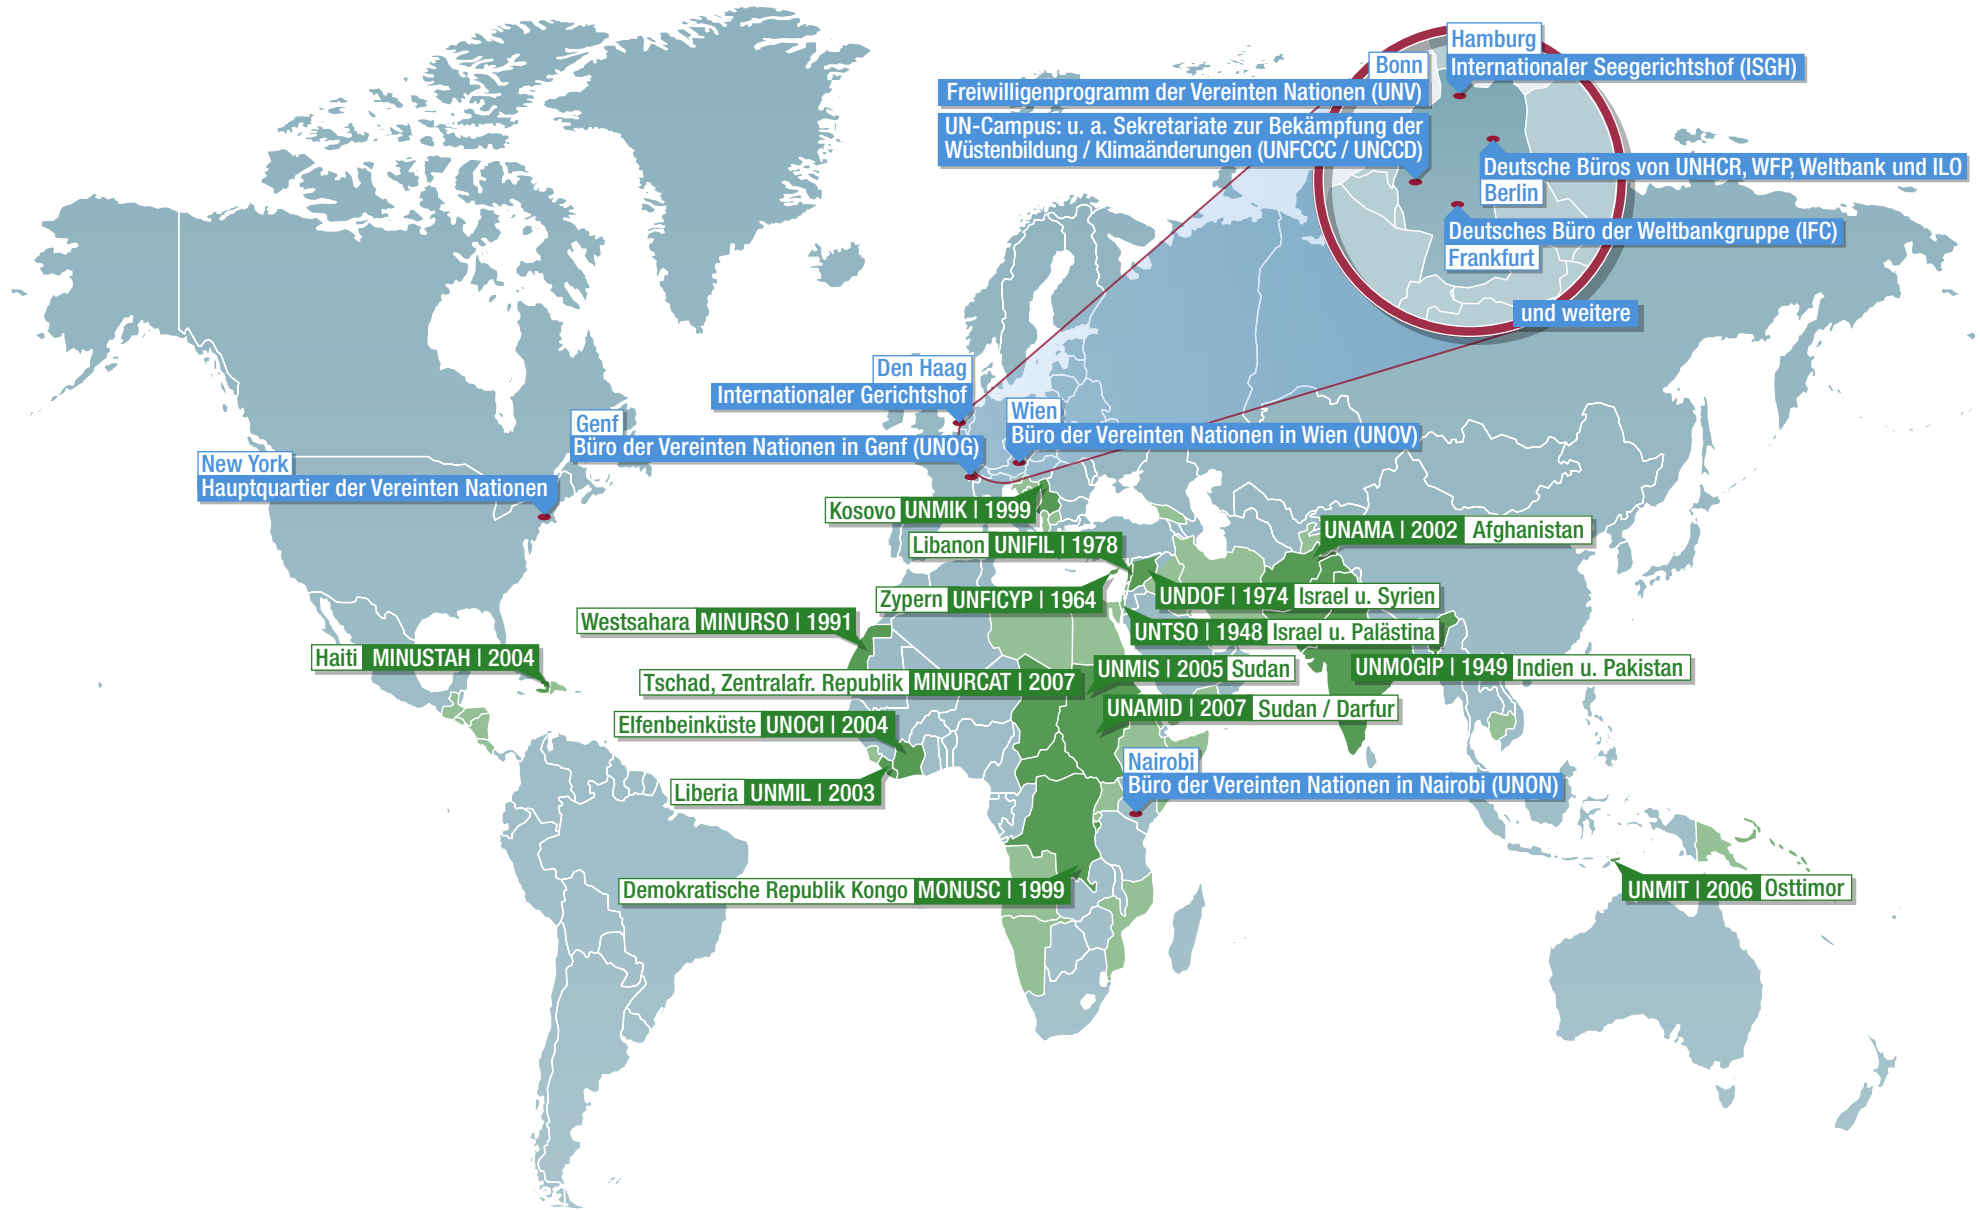 Hamburg
Internationaler Seegerichtshof (ISGH)
Bonn
Freiwilligenprogramm der Vereinten Nationen (UNV)
UN-Campus: u. a. Sekretariate zur Bekämpfung der
Wüstenbildung / Klimaänderungen (UNFCCC / UNCCD)
Deutsche Büros von UNHCR, WFP, Weltbank und ILO
Berlin
Deutsches Büro der Weltbankgruppe (IFC)
Frankfurt
und weitere
Den Haag
Internationaler Gerichtshof
Wien
Büro der Vereinten Nationen in Wien (UNOV)
Genf
Büro der Vereinten Nationen in Genf (UNOG)
New York
Hauptquartier der Vereinten Nationen
Kosovo UNMIK | 1999
UNAMA | 2002 Afghanistan
Libanon UNIFIL | 1978
Zypern UNFICYP | 1964
UNDOF | 1974 Israel u. Syrien
Westsahara MINURSO | 1991
UNTSO | 1948 Israel u. Palästina
Haiti MINUSTAH | 2004
UNMIS | 2005 Sudan
UNMOGIP | 1949 Indien u. Pakistan
Tschad, Zentralafr. Republik MINURCAT | 2007
UNAMID | 2007 Sudan / Darfur
Elfenbeinküste UNOCI | 2004
Nairobi
Büro der Vereinten Nationen in Nairobi (UNON)
Liberia UNMIL | 2003
Demokratische Republik Kongo MONUSC | 1999
UNMIT | 2006 Osttimor